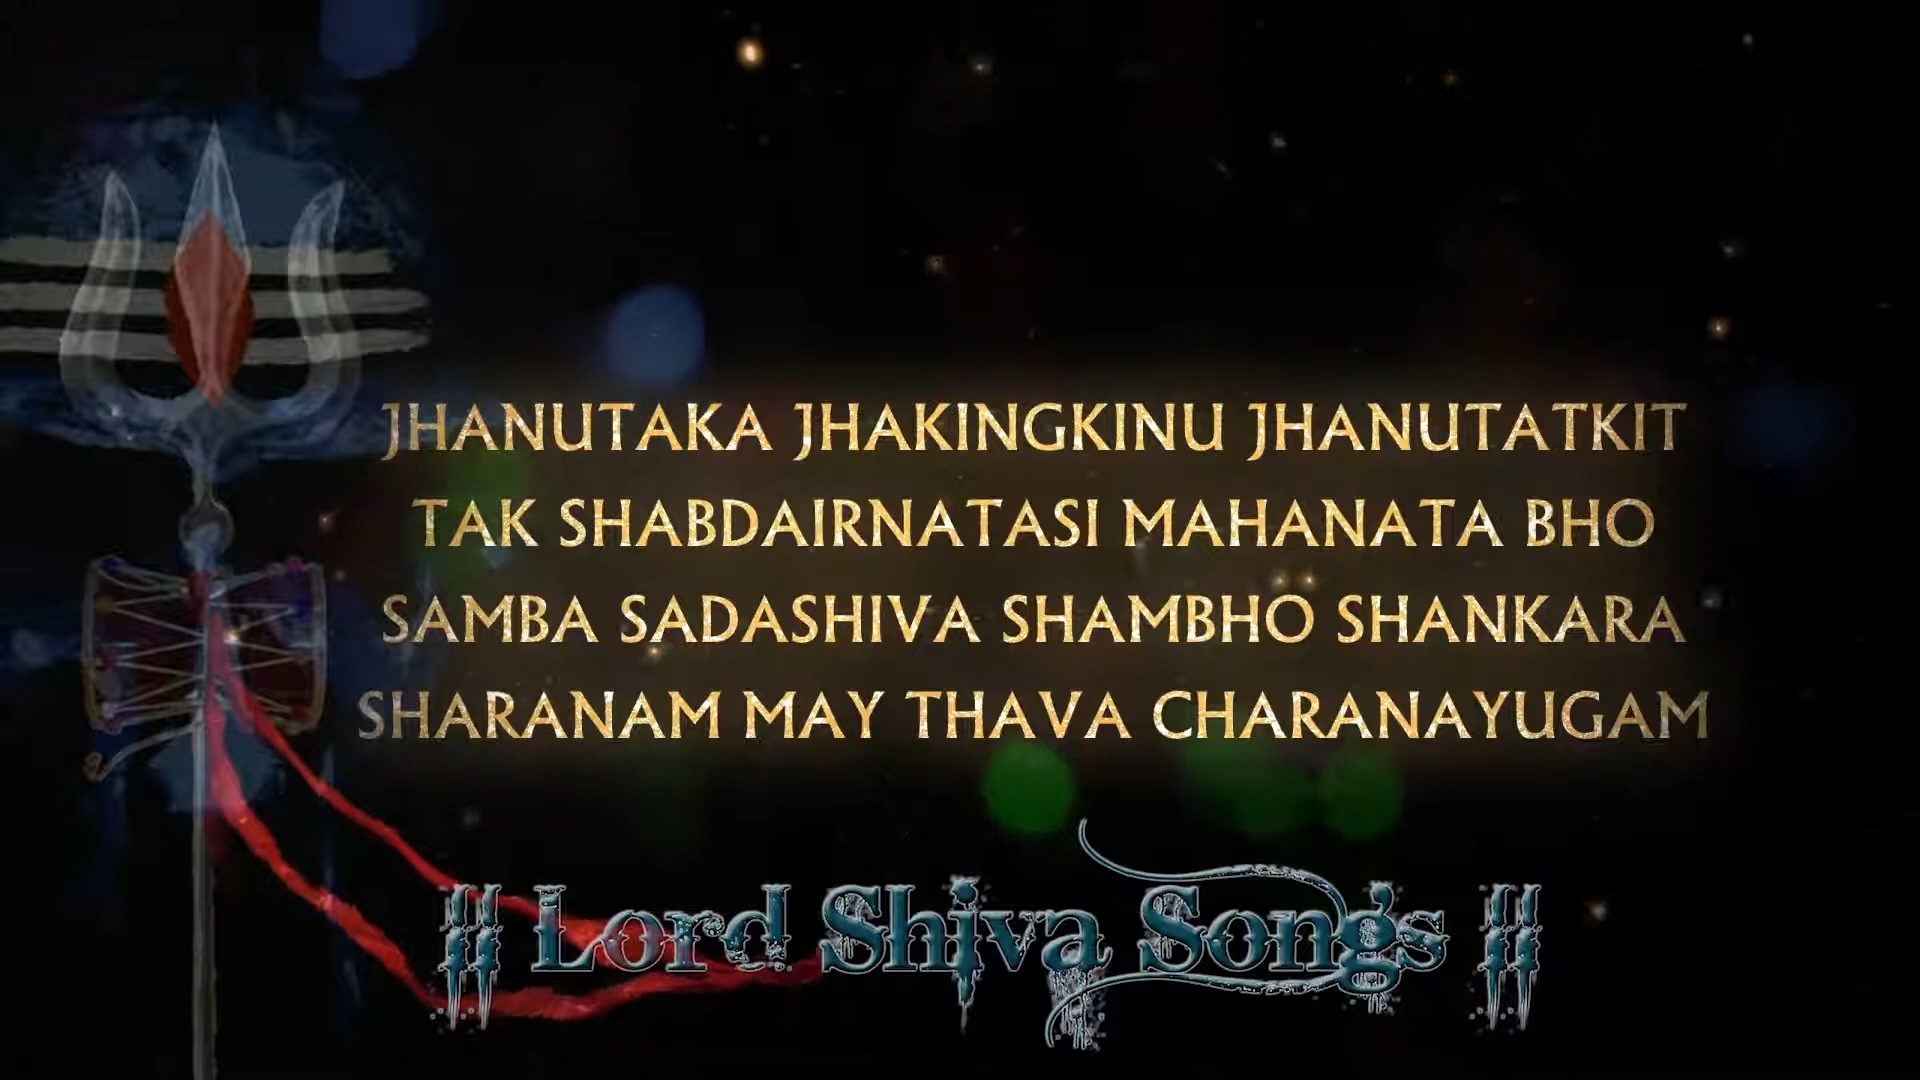 JHANUTAKA JHAKINGKINU JHANUTATKIT
TAK SHABDAIRNATASI MAHANATA BHO
SAMBA SADASHIVA SHAMBHO SHANKARA
SHARANAM MAY THAVA CHARANAYUGAM
|| Lord Shiva Songs ||